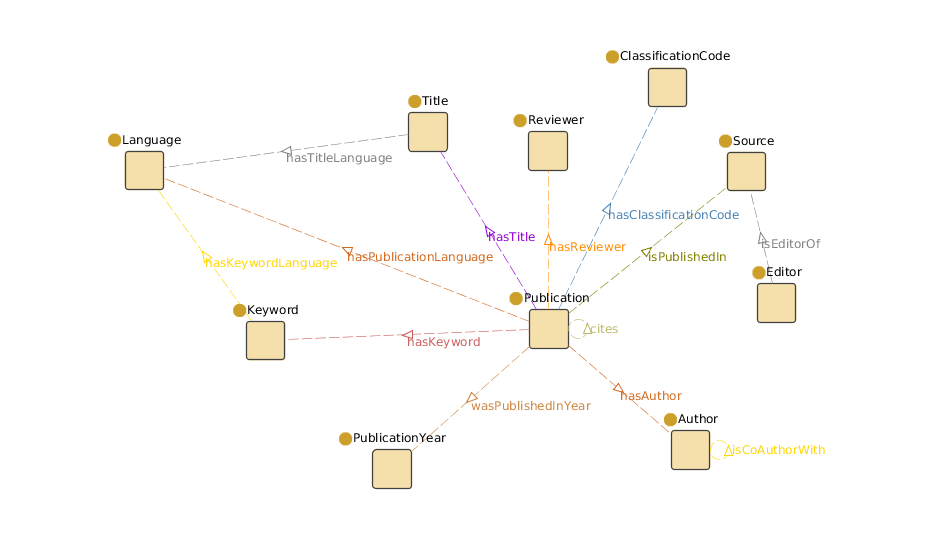 ClassificationCode
Title
Reviewer
Language
Source
hasTitleLanguage
hasClassificationCode
hasTitle
isEditorOf
hasReviewer
hasPublicationLanguage
isPublishedIn
hasKeywordLanguage
Editor
Publication
Keyword
cites
hasKeyword
hasAuthor
wasPublishedInYear
Author
PublicationYear
isCoAuthorWith